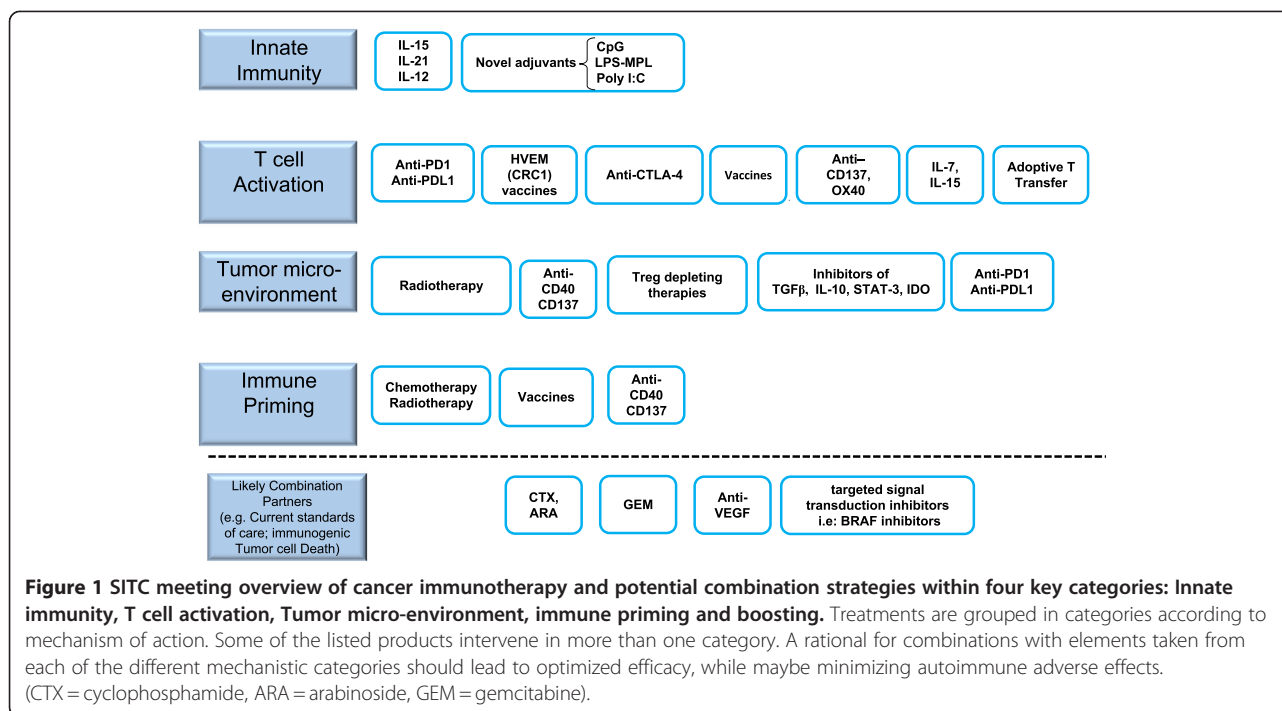 Innate
Immunity
IL-15
IL-21
IL-12
Novel adjuvants
CpG
LPS-MPL
Poly I:C
T cell
Activation
Anti-PD1
Anti-PDL1
HVEM
(CRC1)
vaccines
Anti-CTLA-4
Vaccines
Anti–
CD137,
OX40
IL-7,
IL-15
Adoptive T
Transfer
Tumor micro-
environment
Radiotherapy
Anti-
CD40
CD137
Treg depleting
therapies
Inhibitors of
TGFβ, IL-10, STAT-3, IDO
Anti-PD1
Anti-PDL1
Immune
Priming
Chemotherapy
Radiotherapy
Vaccines
Anti-
CD40
CD137
Likely Combination
Partners
(e.g. Current standards
of care; immunogenic
Tumor cell Death)
CTX,
ARA
GEM
Anti-
VEGF
targeted signal
transduction inhibitors
i.e: BRAF inhibitors
Figure 1 SITC meeting overview of cancer immunotherapy and potential combination strategies within four key categories: Innate
immunity, T cell activation, Tumor micro-environment, immune priming and boosting. Treatments are grouped in categories according to
mechanism of action. Some of the listed products intervene in more than one category. A rational for combinations with elements taken from
each of the different mechanistic categories should lead to optimized efficacy, while maybe minimizing autoimmune adverse effects.
(CTX = cyclophosphamide, ARA = arabinoside, GEM = gemcitabine).